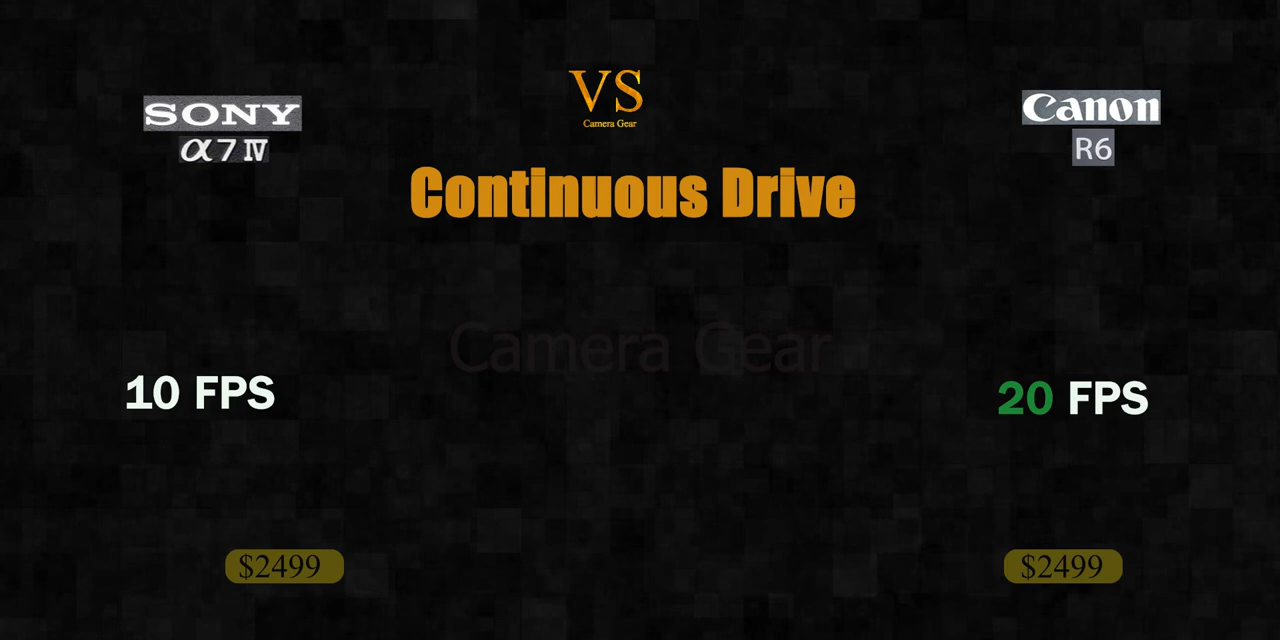 VS
Camera Gear
SONY
α7 IV
Canon
R6
Continuous Drive
Camera Gear
10 FPS
20 FPS
$2499
$2499